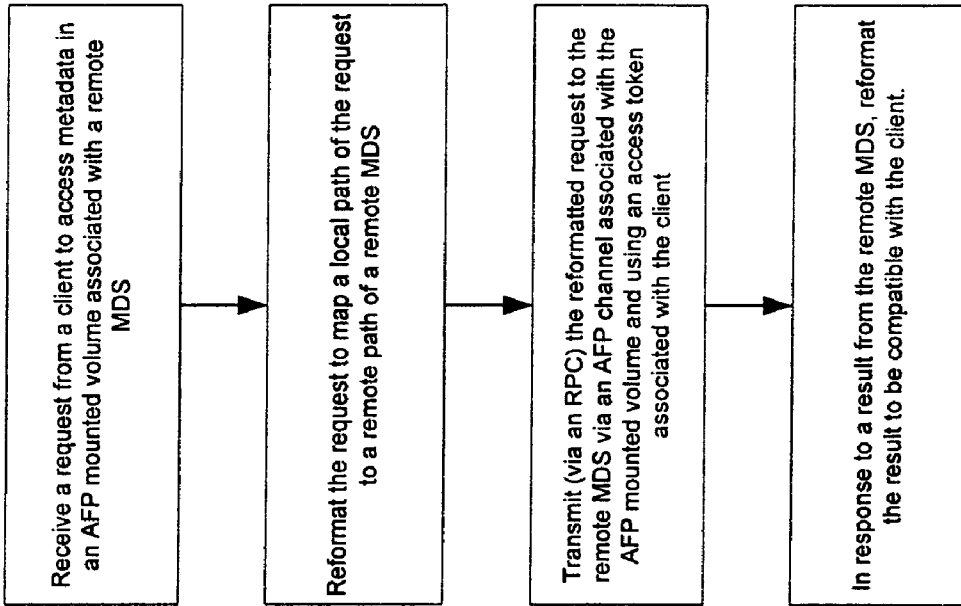 Receive a request from a client to access metadata in
an AFP mounted volume associated with a remote
MDS
Reformat the request to map a local path of the request
to a remote path of a remote MDS
Transmit (via an RPC) the reformatted request to the
remote MDS via an AFP channel associated with the
AFP mounted volume and using an access token
associated with the client
In response to a result from the remote MDS, reformat
the result to be compatible with the client.